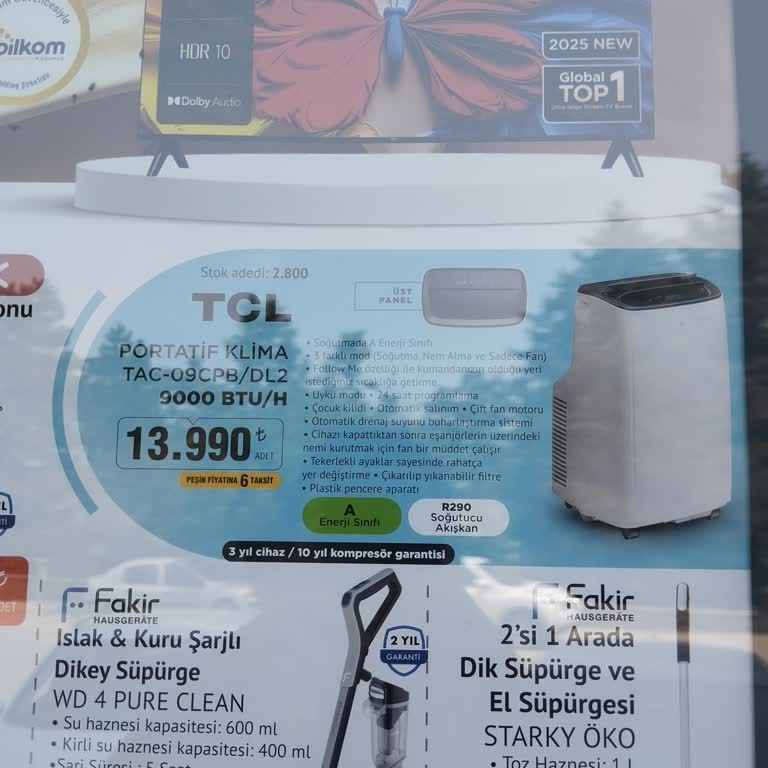 bilkom
HDR 10
Dolby Audio
2025 NEW
Global
TOP 1
Stok adedi: 2.800
TCL
PORTATİF KLİMA
TAC-09CPB/DL2
9000 BTU/H
13.990 ₺
ADET
PEŞİN FİYATINA 6 TAKSİT
ÜST
PANEL
• Soğutmada A Enerji Sınıfı
• 3 farklı mod (Soğutma, Nem Alma ve Sadece Fan)
• Follow Me özelliği ile kumandanızın olduğu yeri
istediğiniz sıcaklığa getirme
• Uyku modu • 24 saat programlama
• Çocuk kilidi • Otomatik salınım • Çift fan motoru
• Otomatik drenaj suyunu buharlaştırma sistemi
• Cihazı kapattıktan sonra eşanjörlerin üzerindeki
nemi kurutmak için fan bir müddet çalışır
• Tekerlekli ayaklar sayesinde rahatça
yer değiştirme • Çıkarılıp yıkanabilir filtre
• Plastik pencere aparatı
A
Enerji Sınıfı
R290
Soğutucu
Akışkan
3 yıl cihaz / 10 yıl kompresör garantisi
Fakir
HAUSGERÄTE
Islak & Kuru Şarjlı
Dikey Süpürge
WD 4 PURE CLEAN
• Su haznesi kapasitesi: 600 ml
• Kirli su haznesi kapasitesi: 400 ml
2 YIL
GARANTİ
Fakir
HAUSGERÄTE
2'si 1 Arada
Dik Süpürge ve
El Süpürgesi
STARKY ÖKO
• Toz Haznesi: 1 L